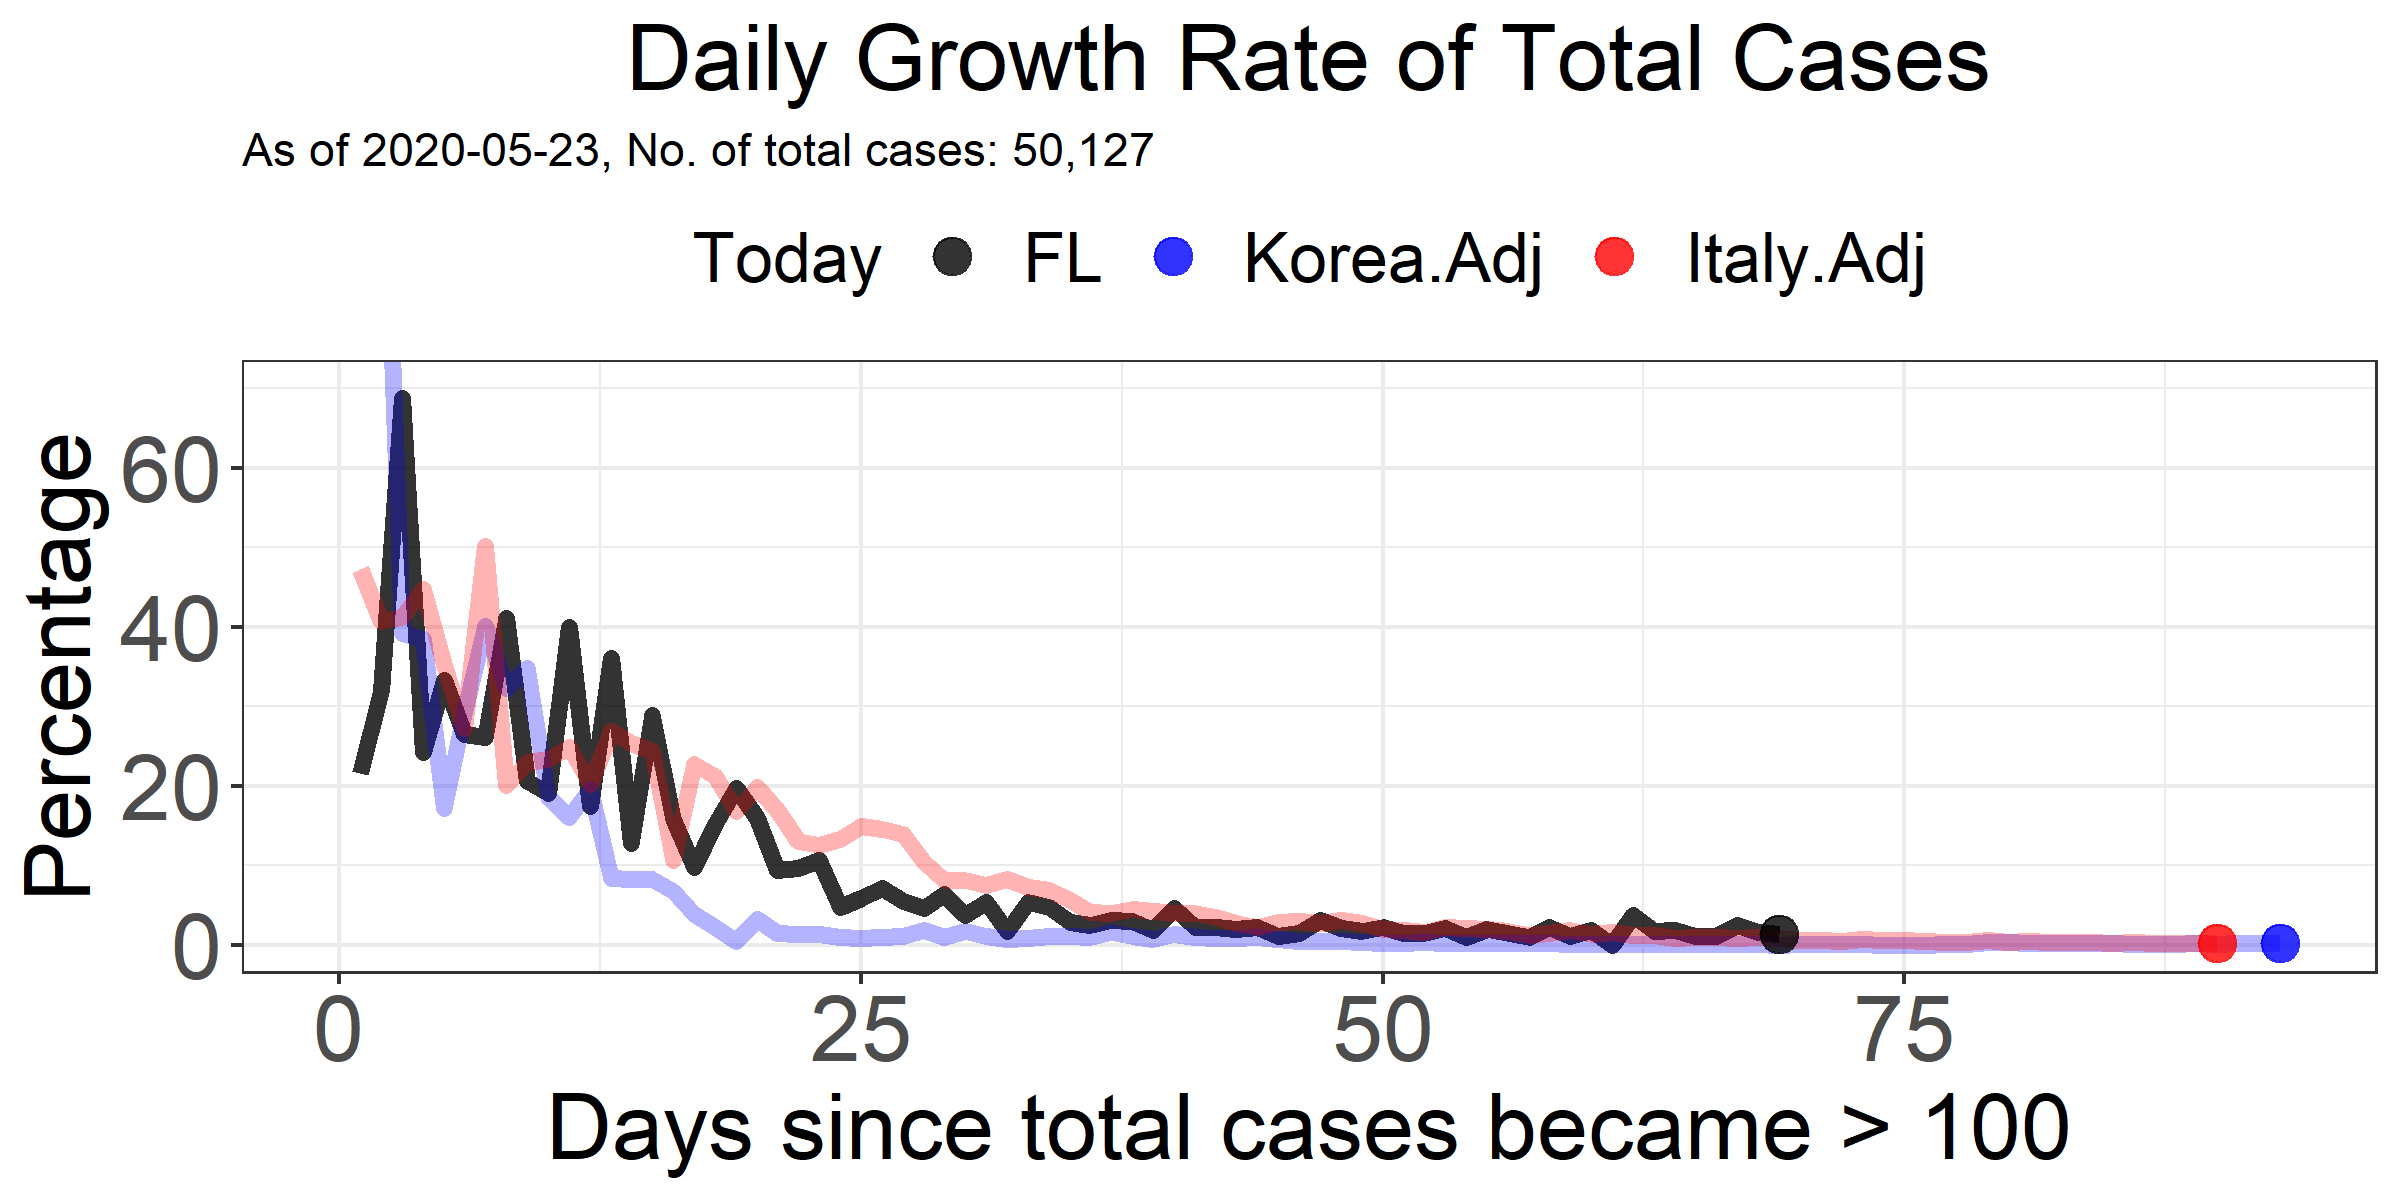 Daily Growth Rate of Total Cases
As of 2020-05-23, No. of total cases: 50,127
Today FL Korea.Adj Italy.Adj
Percentage
60
40
20
0
0 25 50 75
Days since total cases became > 100